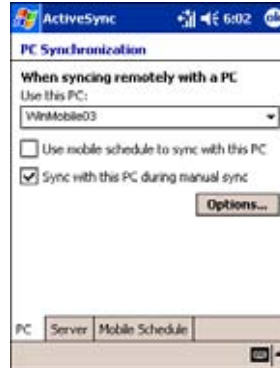 ActiveSync 6:02 ok
PC Synchronization
When syncing remotely with a PC
Use this PC:
WinMobile03
Use mobile schedule to sync with this PC
Sync with this PC during manual sync
Options...
PC Server Mobile Schedule